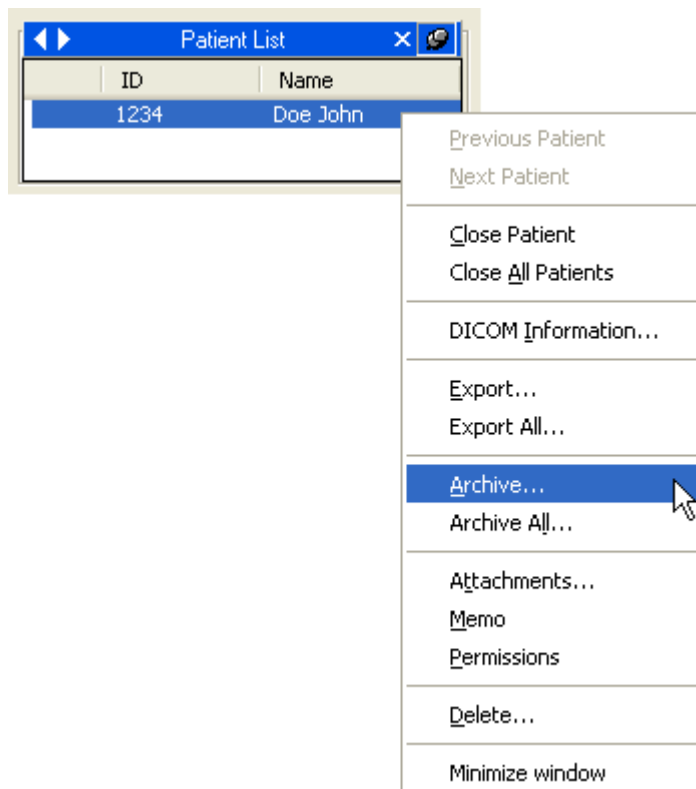 Patient List
ID Name
1234 Doe John
Previous Patient
Next Patient
Close Patient
Close All Patients
DICOM Information...
Export...
Export All...
Archive...
Archive All...
Attachments...
Memo
Permissions
Delete...
Minimize window